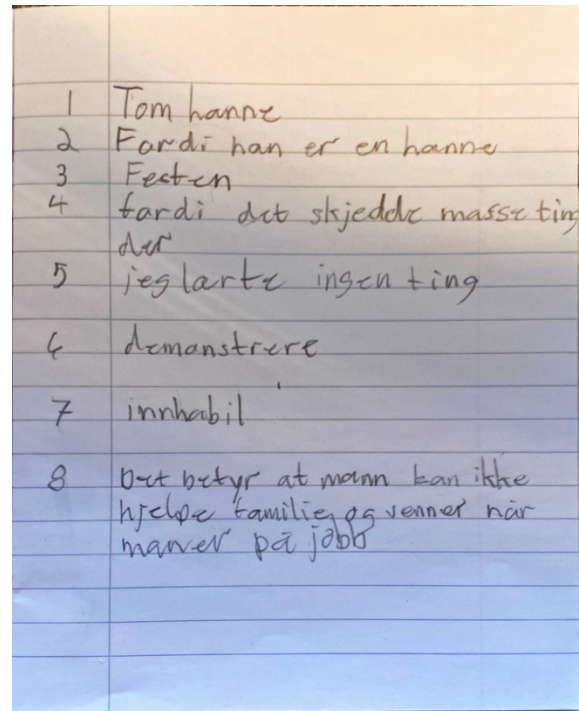 1 Tom hanne
2 Fordi han er en hanne
3 Festen
4 fordi det skjedde masse ting
der
5 jeg lærte ingen ting
6 demonstrere
7 innhabil
8 Det betyr at mann kan ikke
hjelpe familie og venner når
man er på jobb